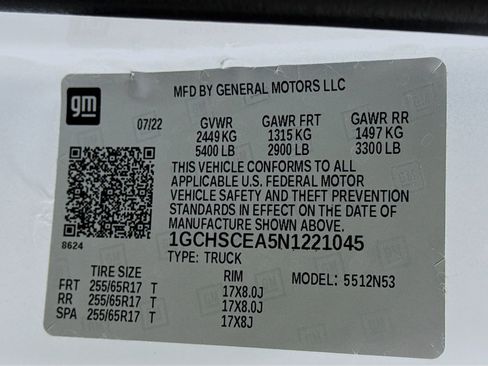 gm
MFD BY GENERAL MOTORS LLC
07/22 GVWR GAWR FRT GAWR RR
2449 KG 1315 KG 1497 KG
5400 LB 2900 LB 3300 LB
THIS VEHICLE CONFORMS TO ALL
APPLICABLE U.S. FEDERAL MOTOR
VEHICLE SAFETY AND THEFT PREVENTION
STANDARDS IN EFFECT ON THE DATE OF
MANUFACTURE SHOWN ABOVE.
8624 1GCHSCEA5N1221045
TYPE: TRUCK
TIRE SIZE RIM MODEL: 5512N53
FRT 255/65R17 T 17X8.0J
RR 255/65R17 T 17X8.0J
SPA 255/65R17 T 17X8J